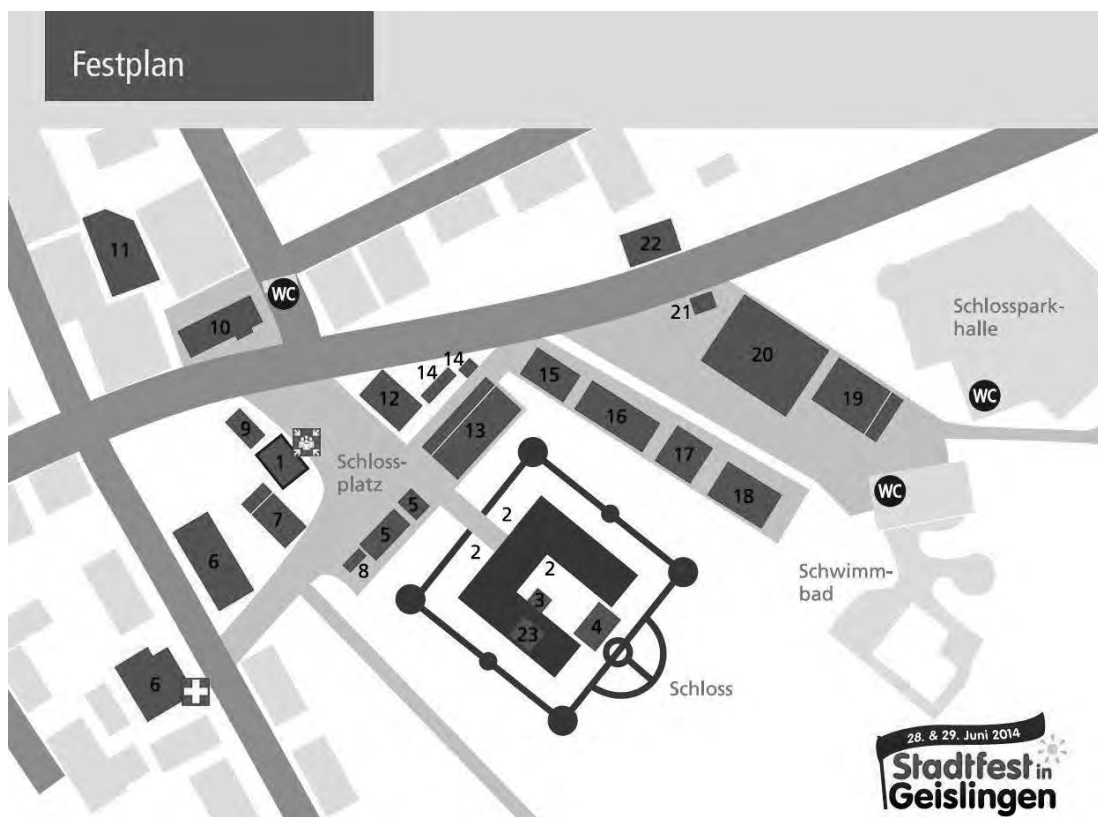 Festplan
22
11
WC
Schlosspark-
halle
21
10
20
14
14
15
12
19
WC
16
9
13
1
Schloss-
platz
17
18
WC
5
2
7
5
2
6
8
2
Schwimm-
bad
3
4
23
6
Schloss
28. & 29. Juni 2014
Stadtfest in
Geislingen